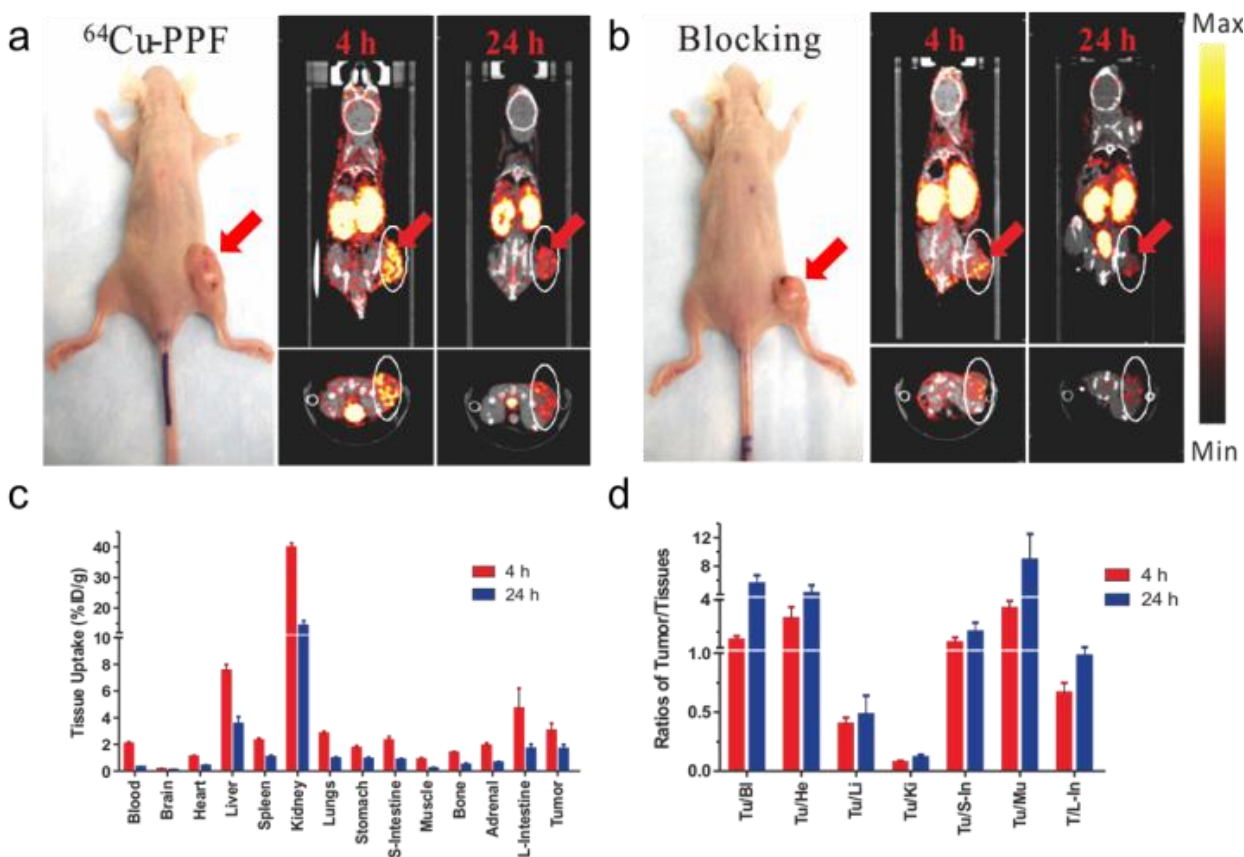 a
⁶⁴Cu-PPF
4 h
24 h
b
Blocking
4 h
24 h
Max
Min
c
Tissue Uptake (%ID/g)
40
30
20
10
8
6
4
2
0
4 h
24 h
Blood
Brain
Heart
Liver
Spleen
Kidney
Lungs
Stomach
S-Intestine
Muscle
Bone
Adrenal
L-Intestine
Tumor
d
Ratios of Tumor/Tissues
12
8
4
4
1.0
0.5
0.0
4 h
24 h
Tu/Bl
Tu/He
Tu/Li
Tu/Ki
Tu/S-In
Tu/Mu
T/L-In